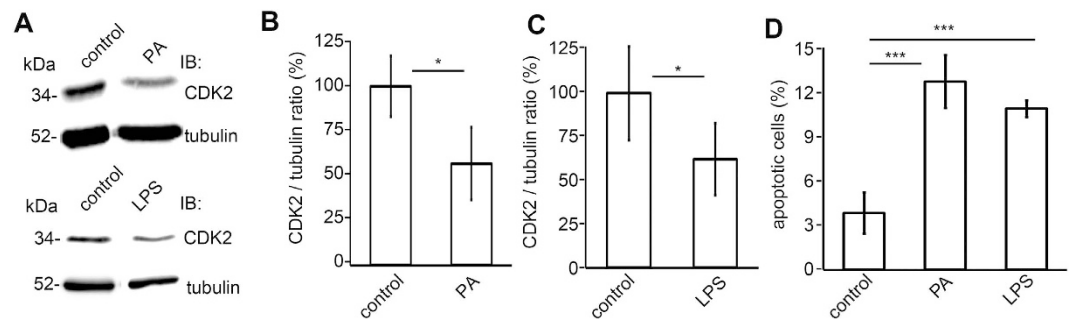 A
control
PA
kDa
IB:
34-
CDK2
52-
tubulin
control
LPS
kDa
IB:
34-
CDK2
52-
tubulin
B
CDK2 / tubulin ratio (%)
125
100
75
50
25
0
*
control
PA
C
CDK2 / tubulin ratio (%)
125
100
75
50
25
0
*
control
LPS
D
apoptotic cells (%)
15
12
9
6
3
0
***
***
control
PA
LPS